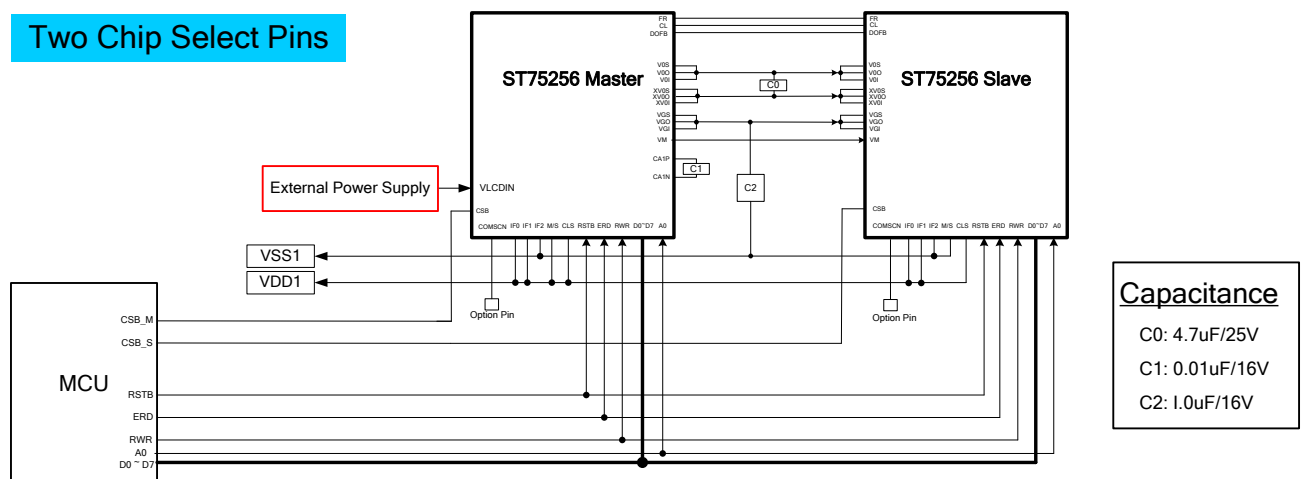 Two Chip Select Pins
ST75256 Master
FR
CL
DOFB
V0S
V0O
V0I
XV0S
XV0O
XV0I
VGS
VGO
VGI
VM
CA1P
CA1N
VLCDIN
CSB
COMSCN IF0 IF1 IF2 M/S CLS RSTB ERD RWR D0~D7 A0
C0
C1
C2
ST75256 Slave
FR
CL
DOFB
V0S
V0O
V0I
XV0S
XV0O
XV0I
VGS
VGO
VGI
VM
CSB
COMSCN IF0 IF1 IF2 M/S CLS RSTB ERD RWR D0~D7 A0
External Power Supply
VSS1
VDD1
Option Pin
Option Pin
MCU
CSB_M
CSB_S
RSTB
ERD
RWR
A0
D0 ~ D7
Capacitance
C0: 4.7uF/25V
C1: 0.01uF/16V
C2: I.0uF/16V